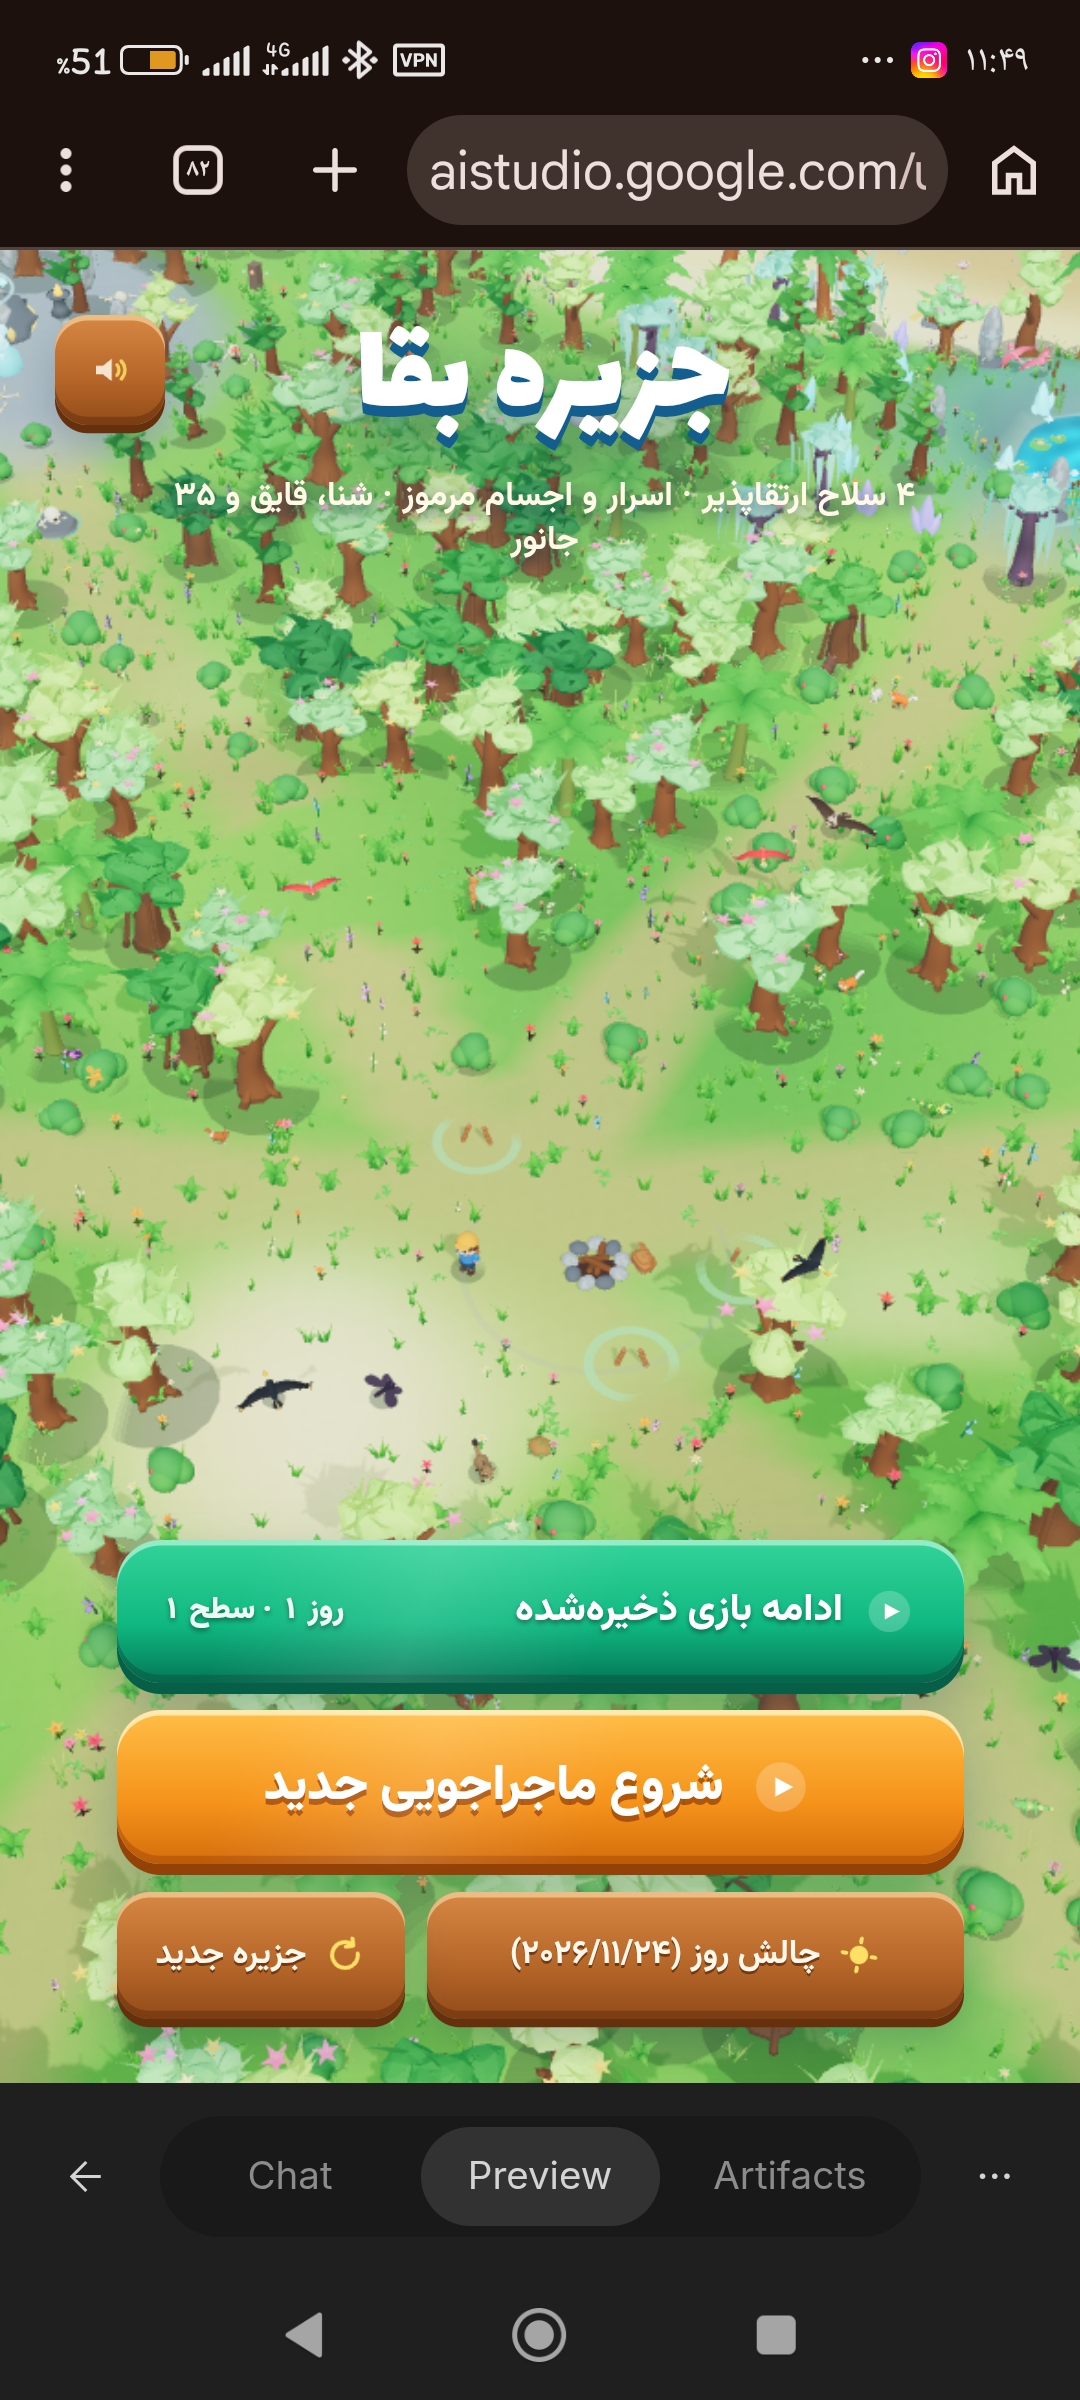 %51
4G
VPN
...
۱۱:۴۹
۸۲
aistudio.google.com/u
جزیره بقا
۴ سلاح ارتقاپذیر · اسرار و اجسام مرموز · شنا، قایق و ۳۵
جانور
ادامه بازی ذخیره‌شده
روز ۱ · سطح ۱
شروع ماجراجویی جدید
چالش روز (۲۰۲۶/۱۱/۲۴)
جزیره جدید
Chat
Preview
Artifacts